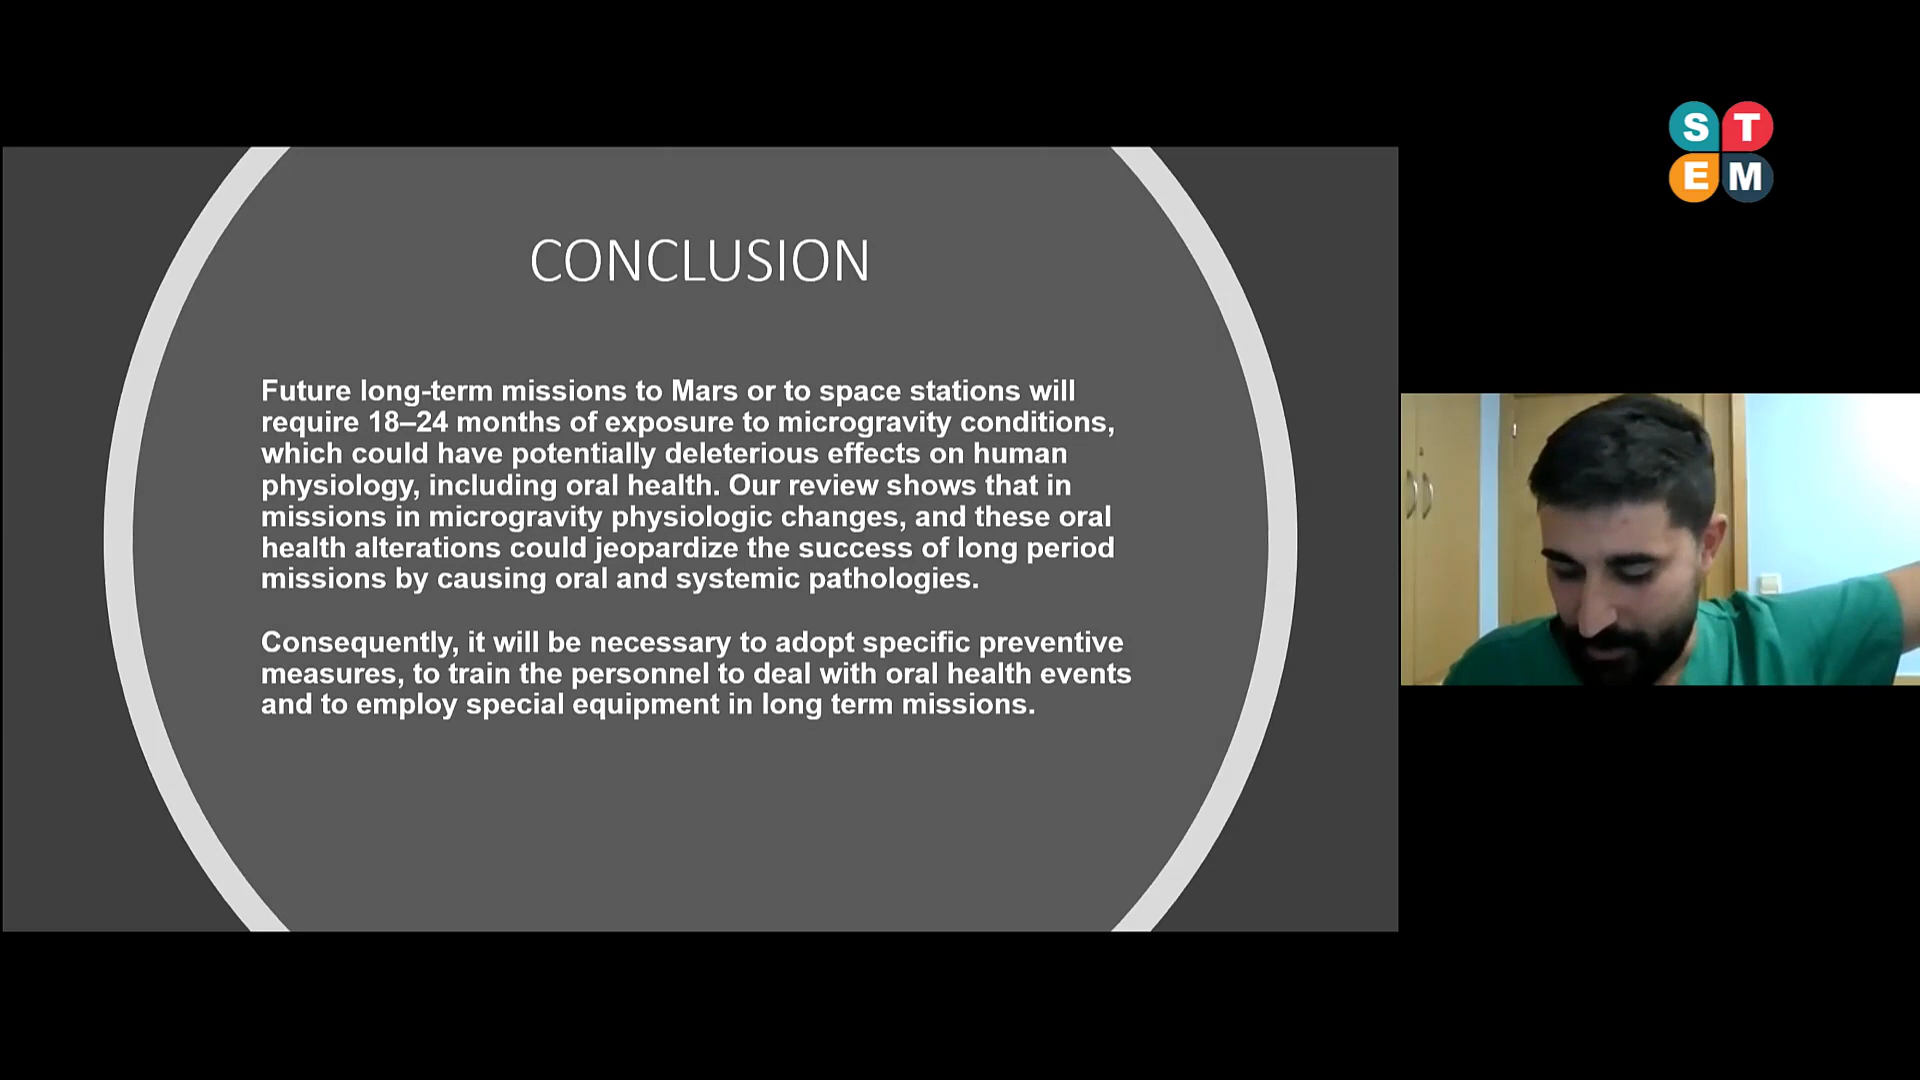 CONCLUSION
Future long-term missions to Mars or to space stations will
require 18–24 months of exposure to microgravity conditions,
which could have potentially deleterious effects on human
physiology, including oral health. Our review shows that in
missions in microgravity physiologic changes, and these oral
health alterations could jeopardize the success of long period
missions by causing oral and systemic pathologies.
Consequently, it will be necessary to adopt specific preventive
measures, to train the personnel to deal with oral health events
and to employ special equipment in long term missions.
S T
E M